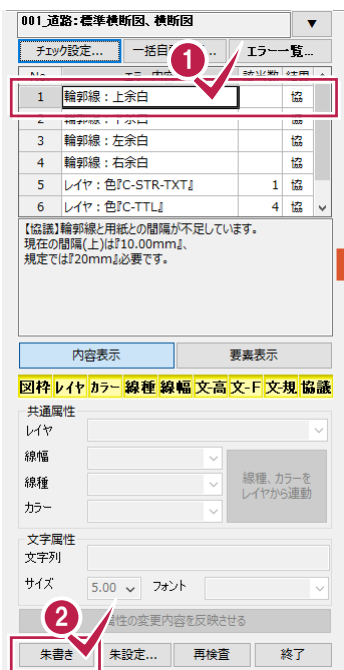 001_道路:標準横断図、横断図 ▼
チェック設定... エラー一覧...
1 輪郭線:上余白 協
輪郭線:下余白 協
3 輪郭線:左余白 協
4 輪郭線:右余白 協
5 レイヤ:色『C-STR-TXT』 1 協
6 レイヤ:色『C-TTL』 4 協
【協議】輪郭線と用紙との間隔が不足しています。
現在の間隔(上)は『10.00mm』、
規定では『20mm』必要です。
内容表示 要素表示
図枠 レイヤ カラー 線種 線幅 文-高 文-F 文-規 協議
共通属性
レイヤ
線幅
線種
カラー
線種、カラーを
レイヤから連動
文字属性
文字列
サイズ 5.00 フォント
属性の変更内容を反映させる
朱書き 朱設定... 再検査 終了
1
2